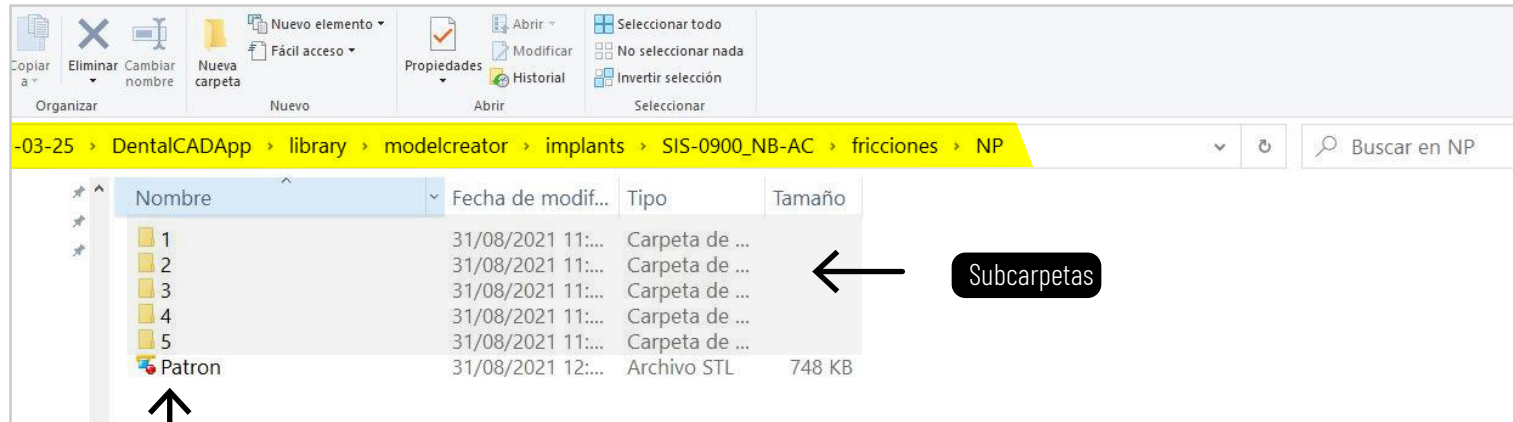 Copiar a
Eliminar
Cambiar nombre
Nueva carpeta
Nuevo elemento
Fácil acceso
Propiedades
Abrir
Modificar
Historial
Seleccionar todo
No seleccionar nada
Invertir selección
Organizar
Nuevo
Abrir
Seleccionar
-03-25 › DentalCADApp › library › modelcreator › implants › SIS-0900_NB-AC › fricciones › NP
Buscar en NP
Nombre Fecha de modif... Tipo Tamaño
1 31/08/2021 11:... Carpeta de ...
2 31/08/2021 11:... Carpeta de ...
3 31/08/2021 11:... Carpeta de ...
4 31/08/2021 11:... Carpeta de ...
5 31/08/2021 11:... Carpeta de ...
Patron 31/08/2021 12:... Archivo STL 748 KB
Subcarpetas